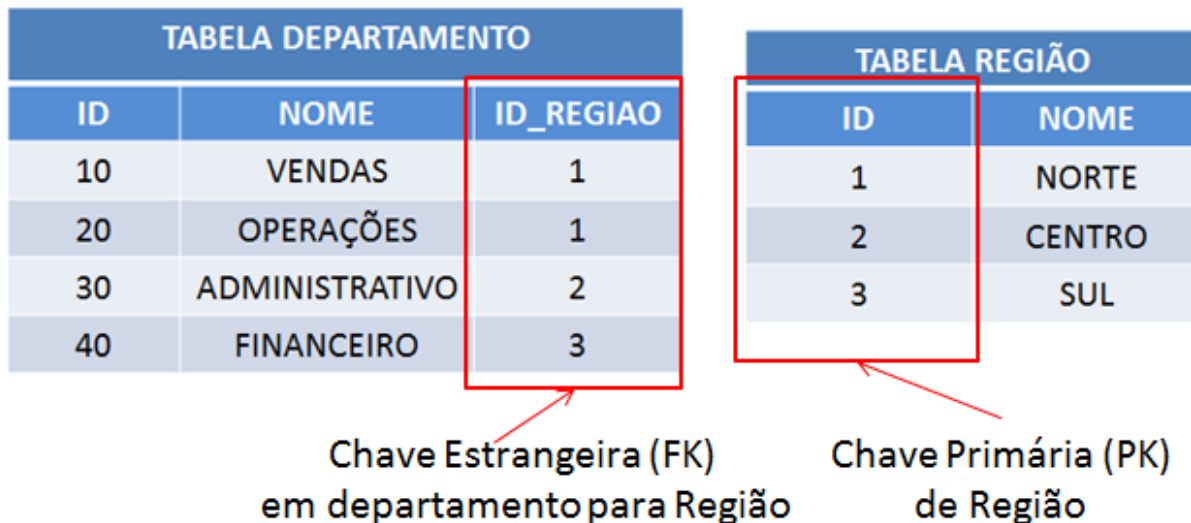 TABELA DEPARTAMENTO
ID NOME ID_REGIAO
10 VENDAS 1
20 OPERAÇÕES 1
30 ADMINISTRATIVO 2
40 FINANCEIRO 3
TABELA REGIÃO
ID NOME
1 NORTE
2 CENTRO
3 SUL
Chave Estrangeira (FK)
em departamento para Região
Chave Primária (PK)
de Região